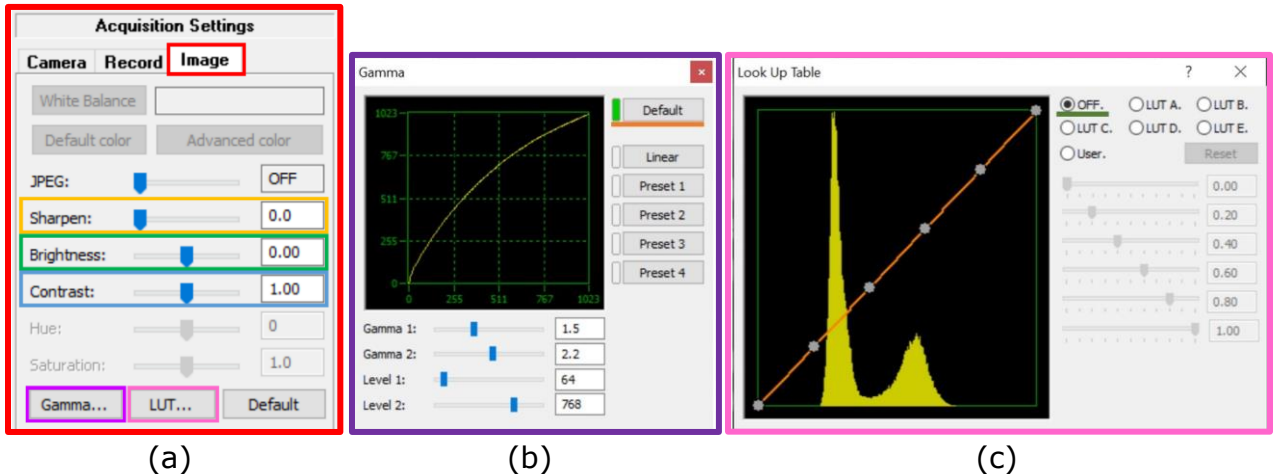 Acquisition Settings
Camera Record Image
White Balance
Default color Advanced color
JPEG: OFF
Sharpen: 0.0
Brightness: 0.00
Contrast: 1.00
Hue: 0
Saturation: 1.0
Gamma... LUT... Default
(a)
Gamma
1023
767
511
255
0
0 255 511 767 1023
Default
Linear
Preset 1
Preset 2
Preset 3
Preset 4
Gamma 1: 1.5
Gamma 2: 2.2
Level 1: 64
Level 2: 768
(b)
Look Up Table ?
OFF. LUT A. LUT B.
LUT C. LUT D. LUT E.
User. Reset
0.00
0.20
0.40
0.60
0.80
1.00
(c)